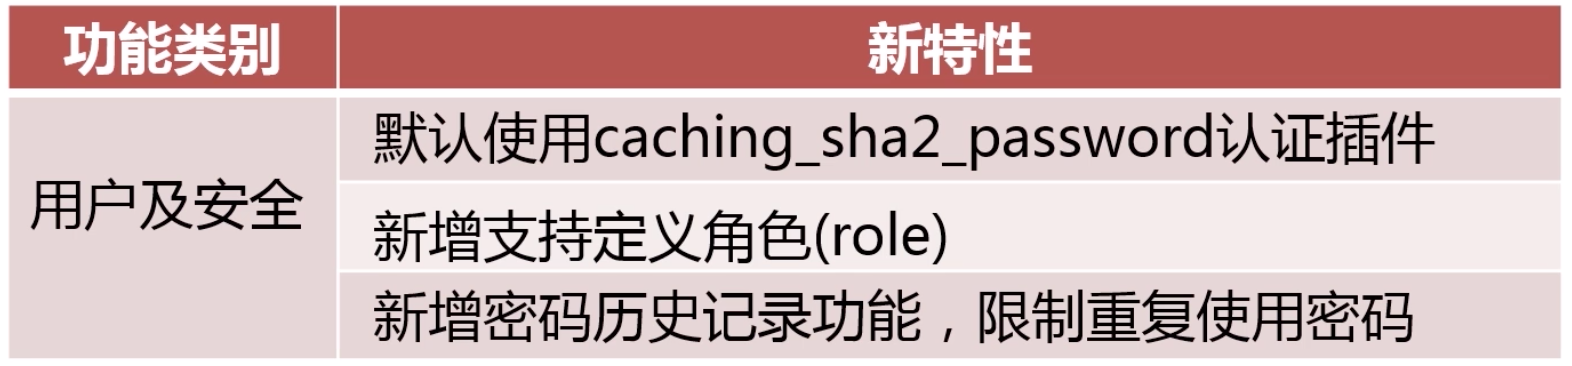 功能类别 新特性
默认使用caching_sha2_password认证插件
用户及安全
新增支持定义角色(role)
新增密码历史记录功能，限制重复使用密码